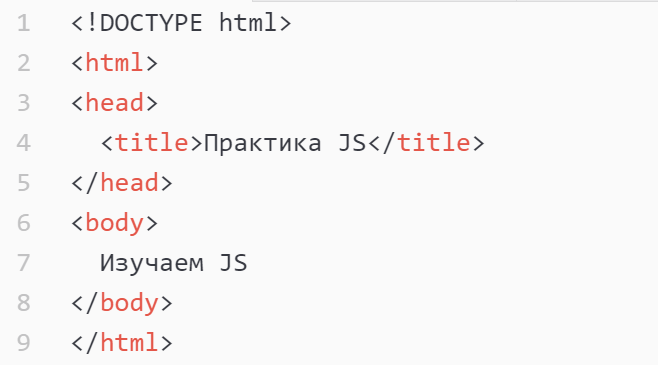 1 <!DOCTYPE html>
2 <html>
3 <head>
4 <title>Практика JS</title>
5 </head>
6 <body>
7 Изучаем JS
8 </body>
9 </html>